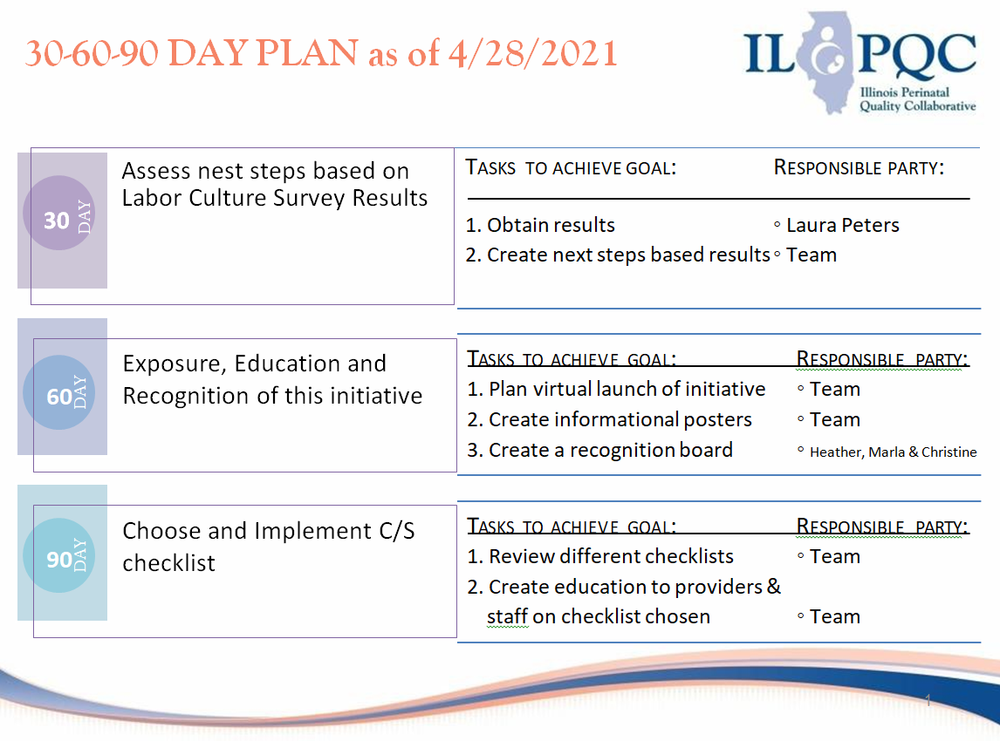 30-60-90 DAY PLAN as of 4/28/2021
IL PQC
Illinois Perinatal
Quality Collaborative
30 DAY
Assess nest steps based on
Labor Culture Survey Results
TASKS TO ACHIEVE GOAL: RESPONSIBLE PARTY:
1. Obtain results ◦ Laura Peters
2. Create next steps based results ◦ Team
60 DAY
Exposure, Education and
Recognition of this initiative
TASKS TO ACHIEVE GOAL: RESPONSIBLE PARTY:
1. Plan virtual launch of initiative ◦ Team
2. Create informational posters ◦ Team
3. Create a recognition board ◦ Heather, Marla & Christine
90 DAY
Choose and Implement C/S
checklist
TASKS TO ACHIEVE GOAL: RESPONSIBLE PARTY:
1. Review different checklists ◦ Team
2. Create education to providers &
staff on checklist chosen ◦ Team
1